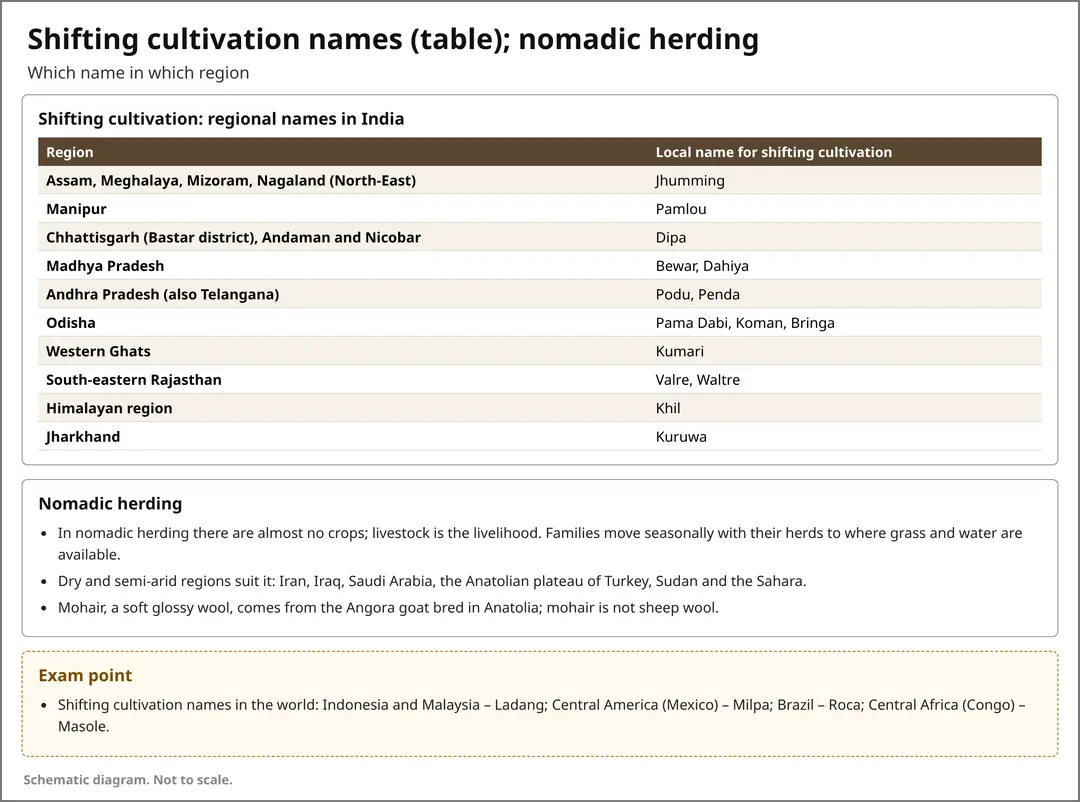 Shifting cultivation names (table); nomadic herding
Which name in which region
Shifting cultivation: regional names in India
Region Local name for shifting cultivation
Assam, Meghalaya, Mizoram, Nagaland (North-East) Jhumming
Manipur Pamlou
Chhattisgarh (Bastar district), Andaman and Nicobar Dipa
Madhya Pradesh Bewar, Dahiya
Andhra Pradesh (also Telangana) Podu, Penda
Odisha Pama Dabi, Koman, Bringa
Western Ghats Kumari
South-eastern Rajasthan Valre, Waltre
Himalayan region Khil
Jharkhand Kuruwa
Nomadic herding
• In nomadic herding there are almost no crops; livestock is the livelihood. Families move seasonally with their herds to where grass and water are
available.
• Dry and semi-arid regions suit it: Iran, Iraq, Saudi Arabia, the Anatolian plateau of Turkey, Sudan and the Sahara.
• Mohair, a soft glossy wool, comes from the Angora goat bred in Anatolia; mohair is not sheep wool.
Exam point
• Shifting cultivation names in the world: Indonesia and Malaysia – Ladang; Central America (Mexico) – Milpa; Brazil – Roca; Central Africa (Congo) –
Masole.
Schematic diagram. Not to scale.